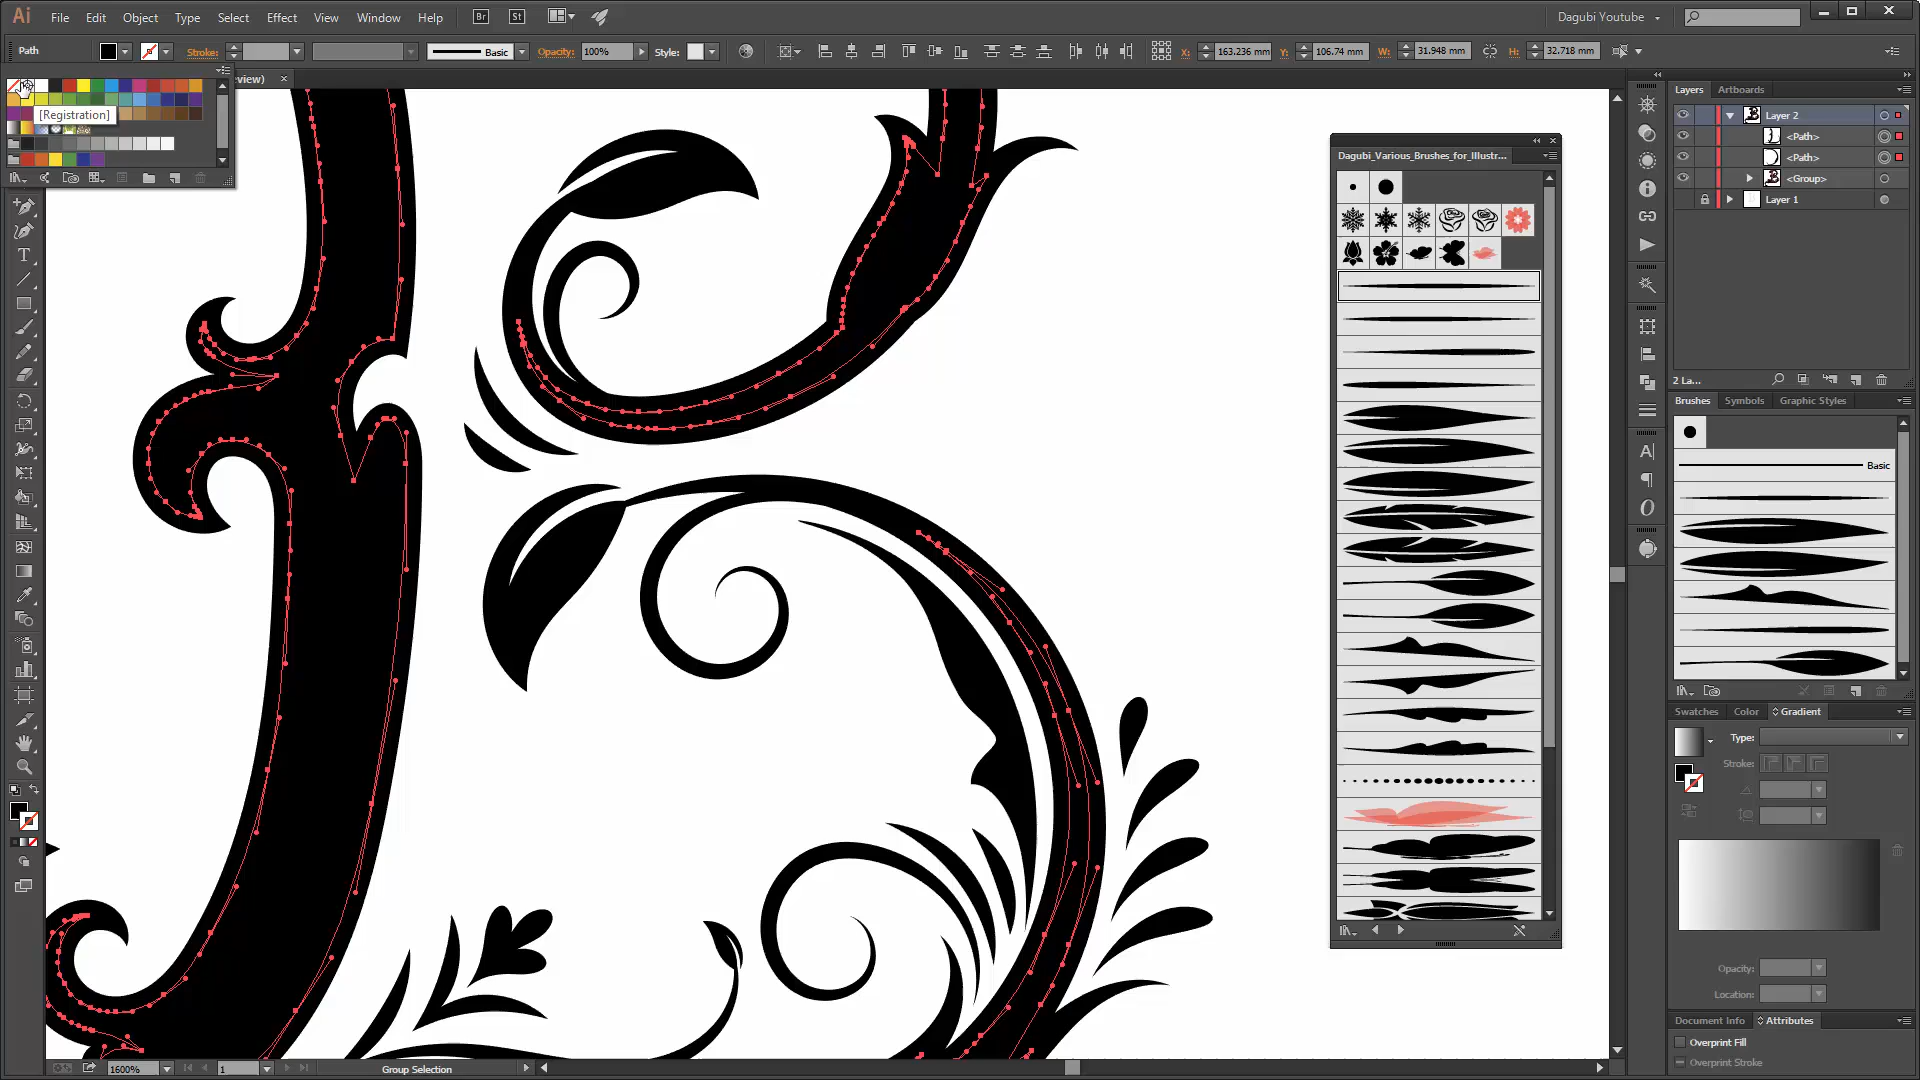 Ai File Edit Object Type Select Effect View Window Help Br St Dagubi Youtube
Path Stroke: Basic Opacity: 100% Style: X: 163.236 mm Y: 106.74 mm W: 31.948 mm H: 32.718 mm
eview) ×
[Registration]
Dagubi_Various_Brushes_for_Illustr...
Layers Artboards
Layer 2
<Path>
<Path>
<Group>
Layer 1
2 La...
Brushes Symbols Graphic Styles
Basic
Swatches Color Gradient
Type:
Stroke:
Opacity:
Location:
Document Info Attributes
Overprint Fill
Overprint Stroke
1600% 1 Group Selection